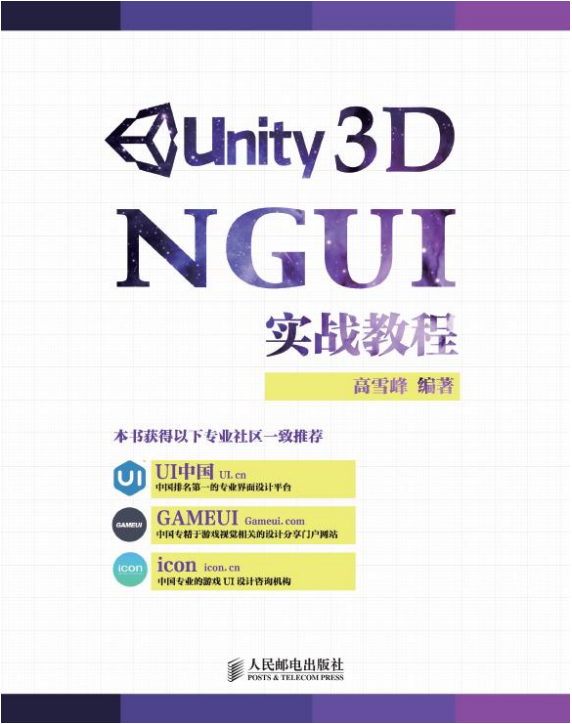 Unity 3D
NGUI
实战教程
高雪峰 编著
本书获得以下专业社区一致推荐
UI
UI中国 UI.cn
中国排名第一的专业界面设计平台
GAMEUI
GAMEUI Gameui.com
中国专精于游戏视觉相关的设计分享门户网站
icon
icon icon.cn
中国专业的游戏 UI 设计咨询机构
人民邮电出版社
POSTS & TELECOM PRESS